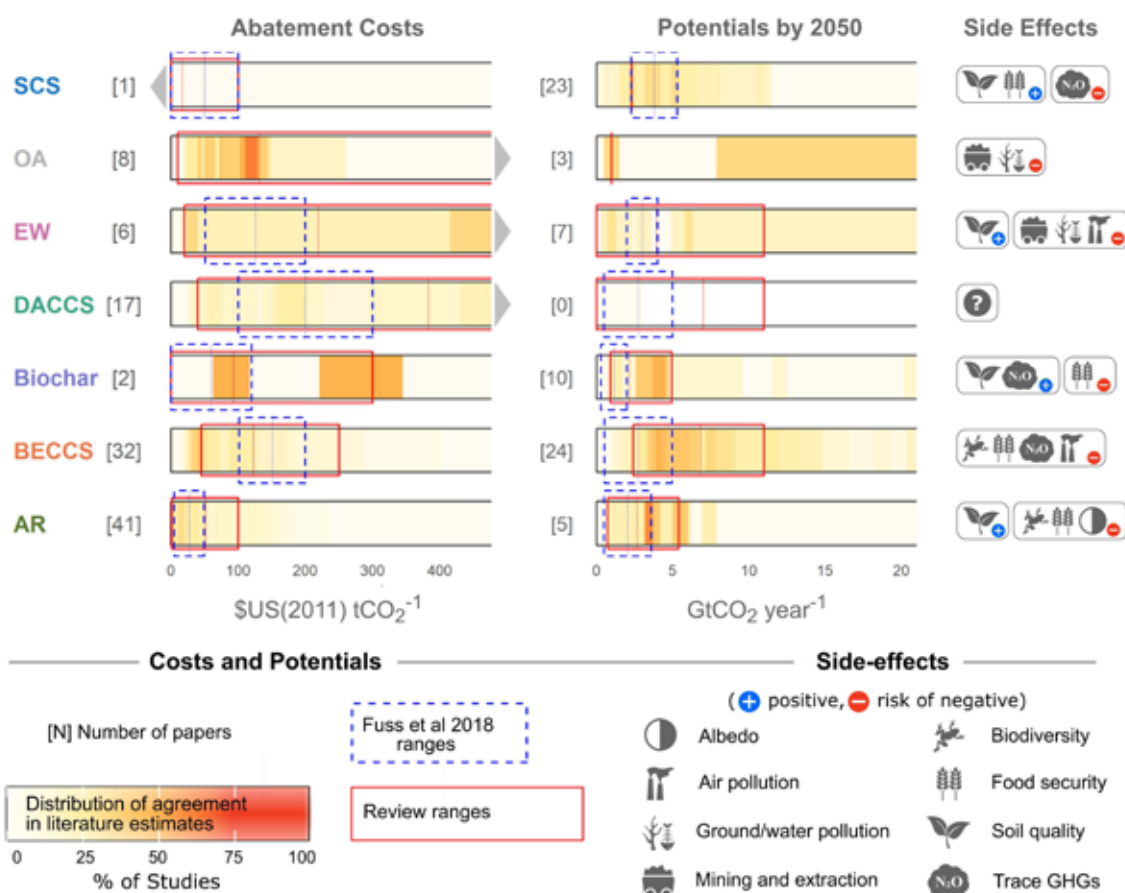 Abatement Costs Potentials by 2050 Side Effects
SCS [1] [23]
N₂O
OA [8] [3]
EW [6] [7]
DACCS [17] [0] ?
Biochar [2] [10]
N₂O
BECCS [32] [24]
N₂O
AR [41] [5]
0 100 200 300 400 0 5 10 15 20
$US(2011) tCO₂⁻¹ GtCO₂ year⁻¹
Costs and Potentials Side-effects
(+ positive, − risk of negative)
[N] Number of papers
Fuss et al 2018
ranges
Distribution of agreement
in literature estimates
0 25 50 75 100
% of Studies
Review ranges
Albedo Biodiversity
Air pollution Food security
Ground/water pollution Soil quality
Mining and extraction N₂O Trace GHGs